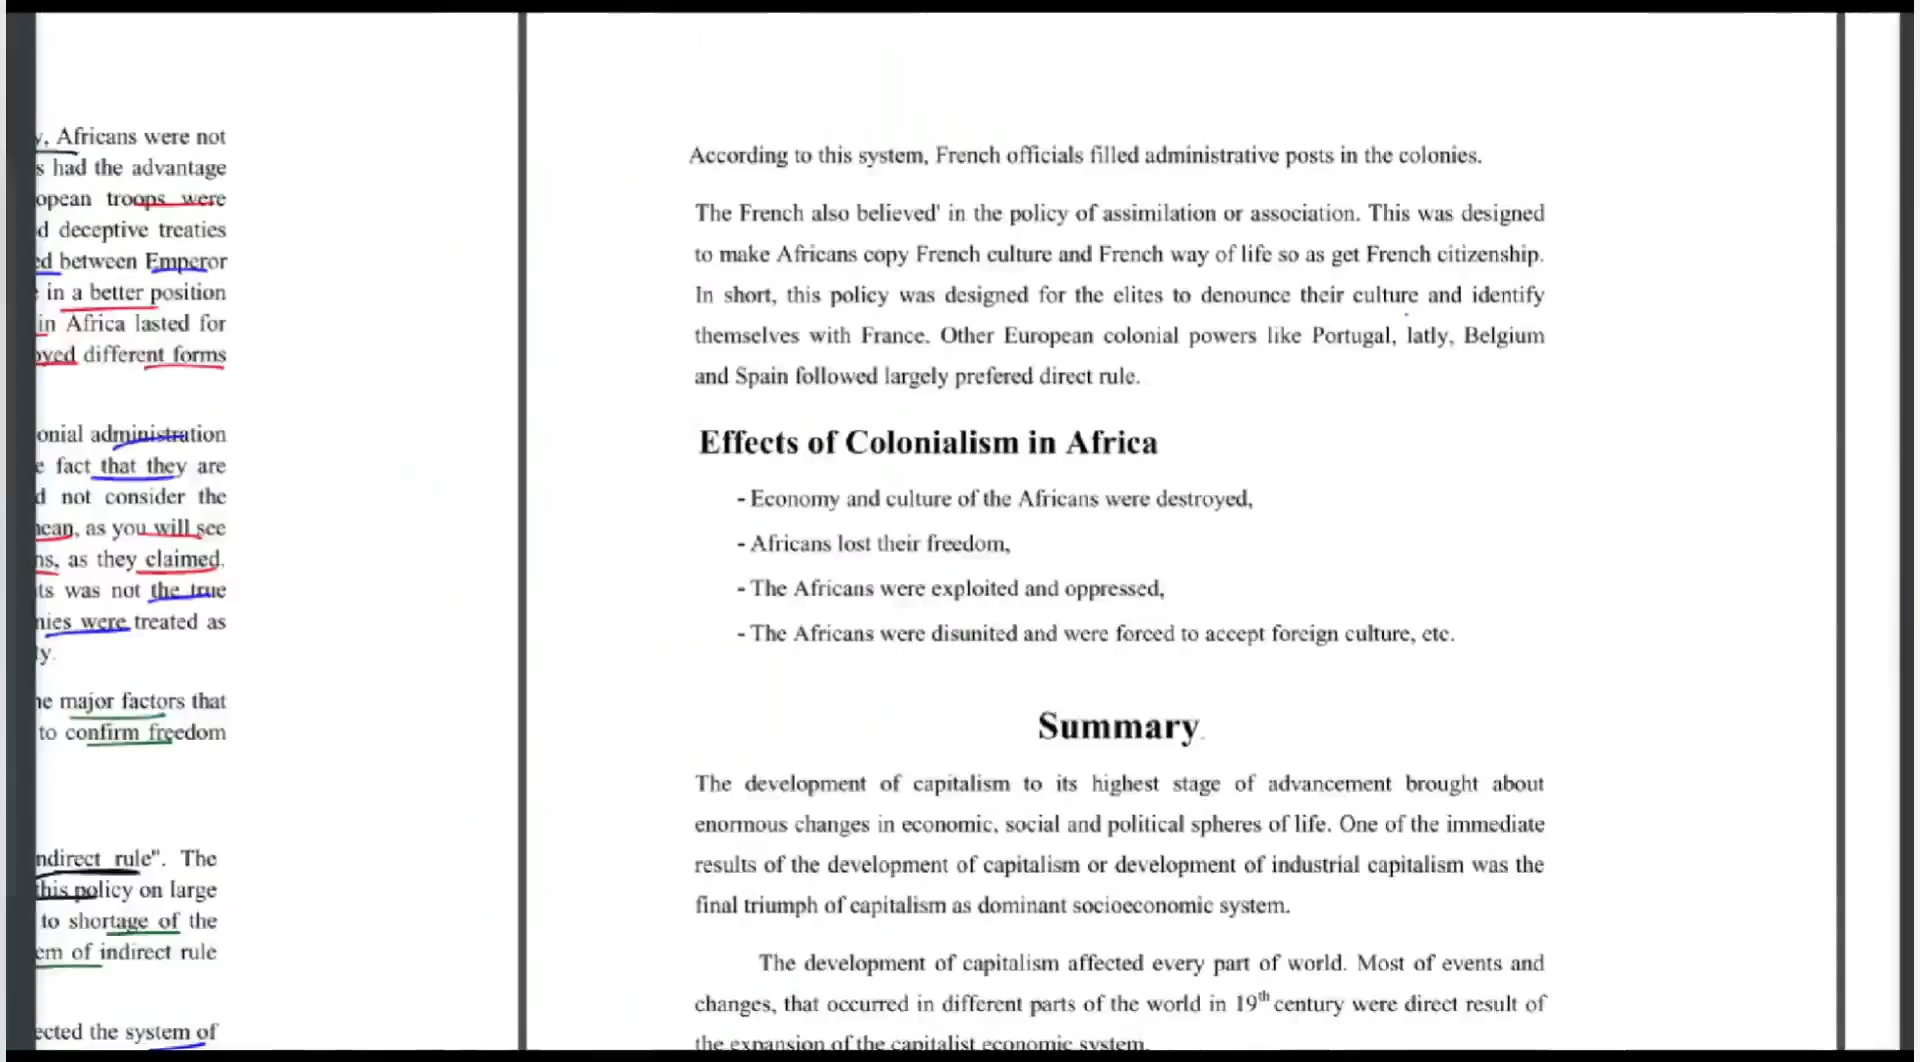 y, Africans were not
s had the advantage
opean troops were
d deceptive treaties
ed between Emperor
in a better position
in Africa lasted for
oyed different forms
onial administration
e fact that they are
d not consider the
nean, as you will see
ns, as they claimed.
ts was not the true
nies were treated as
ly.
ne major factors that
to confirm freedom
ndirect rule". The
this policy on large
to shortage of the
em of indirect rule
ected the system of
According to this system, French officials filled administrative posts in the colonies.
The French also believed' in the policy of assimilation or association. This was designed
to make Africans copy French culture and French way of life so as get French citizenship.
In short, this policy was designed for the elites to denounce their culture and identify
themselves with France. Other European colonial powers like Portugal, latly, Belgium
and Spain followed largely prefered direct rule.
Effects of Colonialism in Africa
- Economy and culture of the Africans were destroyed,
- Africans lost their freedom,
- The Africans were exploited and oppressed,
- The Africans were disunited and were forced to accept foreign culture, etc.
Summary
The development of capitalism to its highest stage of advancement brought about
enormous changes in economic, social and political spheres of life. One of the immediate
results of the development of capitalism or development of industrial capitalism was the
final triumph of capitalism as dominant socioeconomic system.
The development of capitalism affected every part of world. Most of events and
changes, that occurred in different parts of the world in 19th century were direct result of
the expansion of the capitalist economic system.